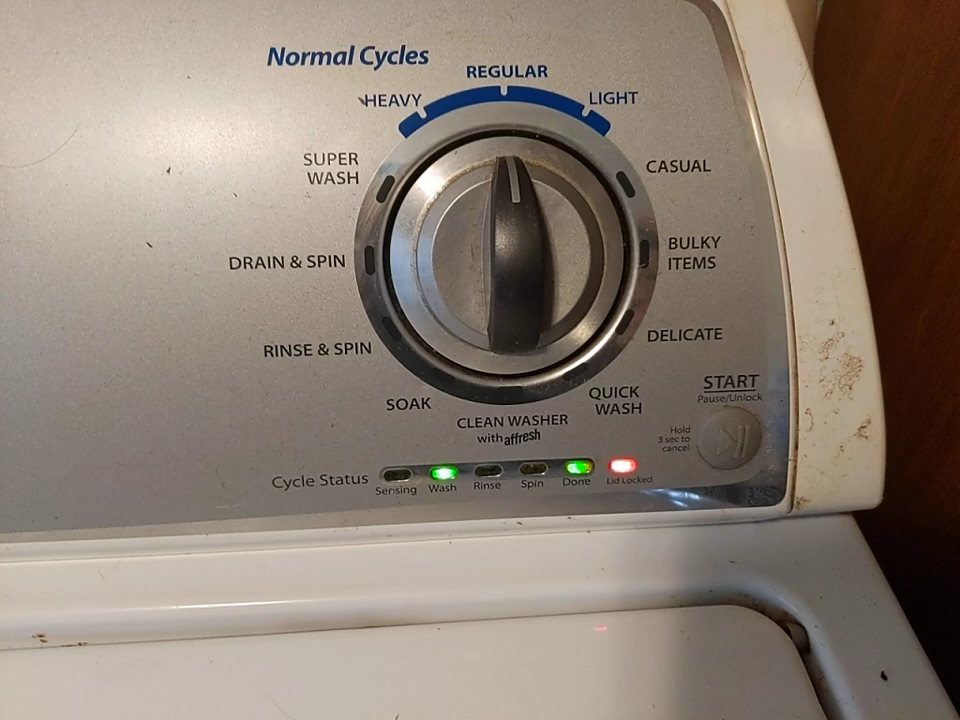 Normal Cycles
REGULAR
HEAVY
LIGHT
SUPER
WASH
CASUAL
DRAIN & SPIN
BULKY
ITEMS
RINSE & SPIN
DELICATE
SOAK
QUICK
WASH
CLEAN WASHER
with affresh
START
Pause/Unlock
Hold
3 sec to
cancel
Cycle Status
Sensing Wash Rinse Spin Done Lid Locked